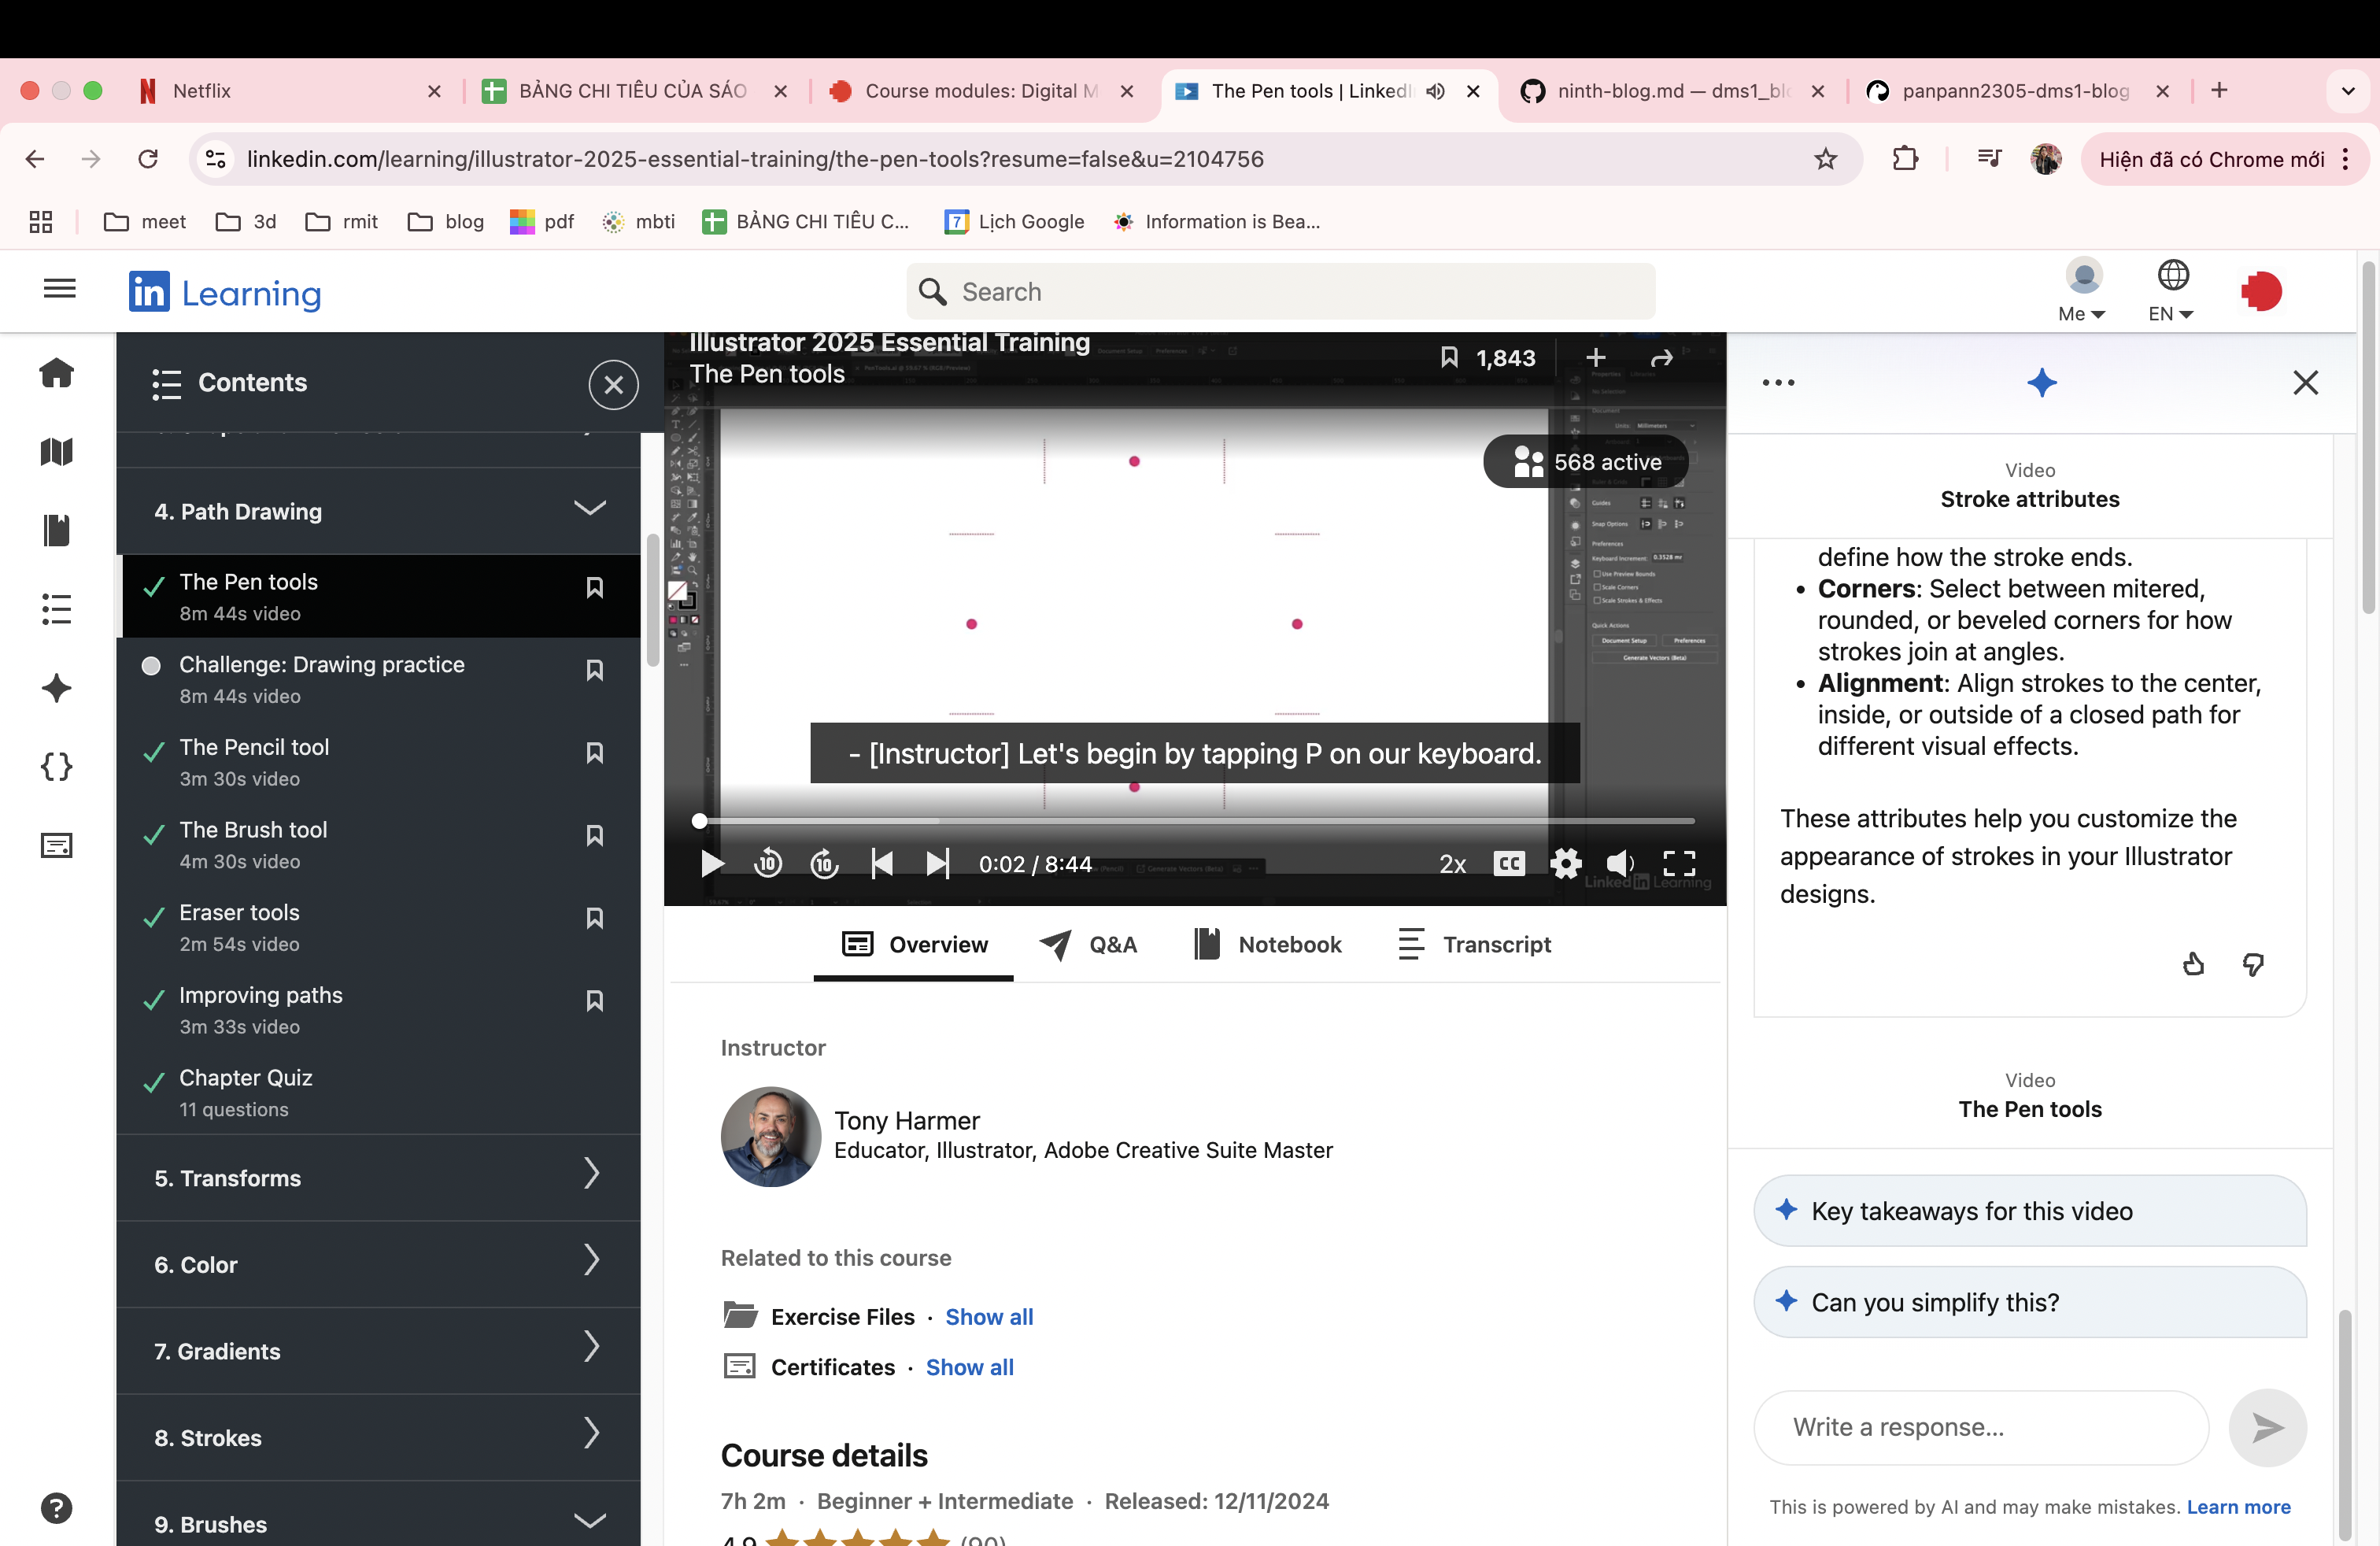 Netflix
BẢNG CHI TIÊU CỦA SÁO
Course modules: Digital M
The Pen tools | LinkedI
ninth-blog.md — dms1_blo
panpann2305-dms1-blog
linkedin.com/learning/illustrator-2025-essential-training/the-pen-tools?resume=false&u=2104756
Hiện đã có Chrome mới
meet
3d
rmit
blog
pdf
mbti
BẢNG CHI TIÊU C...
Lịch Google
Information is Bea...
in Learning
Search
Me
EN
Contents
4. Path Drawing
The Pen tools
8m 44s video
Challenge: Drawing practice
8m 44s video
The Pencil tool
3m 30s video
The Brush tool
4m 30s video
Eraser tools
2m 54s video
Improving paths
3m 33s video
Chapter Quiz
11 questions
5. Transforms
6. Color
7. Gradients
8. Strokes
9. Brushes
Illustrator 2025 Essential Training
The Pen tools
1,843
568 active
Document Setup
Preferences
Generate Vectors (Beta)
- [Instructor] Let's begin by tapping P on our keyboard.
0:02 / 8:44
2x
CC
LinkedIn Learning
Overview
Q&A
Notebook
Transcript
Instructor
Tony Harmer
Educator, Illustrator, Adobe Creative Suite Master
Related to this course
Exercise Files · Show all
Certificates · Show all
Course details
7h 2m · Beginner + Intermediate · Released: 12/11/2024
4.9
(90)
Video
Stroke attributes
define how the stroke ends.
• Corners: Select between mitered,
rounded, or beveled corners for how
strokes join at angles.
• Alignment: Align strokes to the center,
inside, or outside of a closed path for
different visual effects.
These attributes help you customize the
appearance of strokes in your Illustrator
designs.
Video
The Pen tools
Key takeaways for this video
Can you simplify this?
Write a response...
This is powered by AI and may make mistakes. Learn more